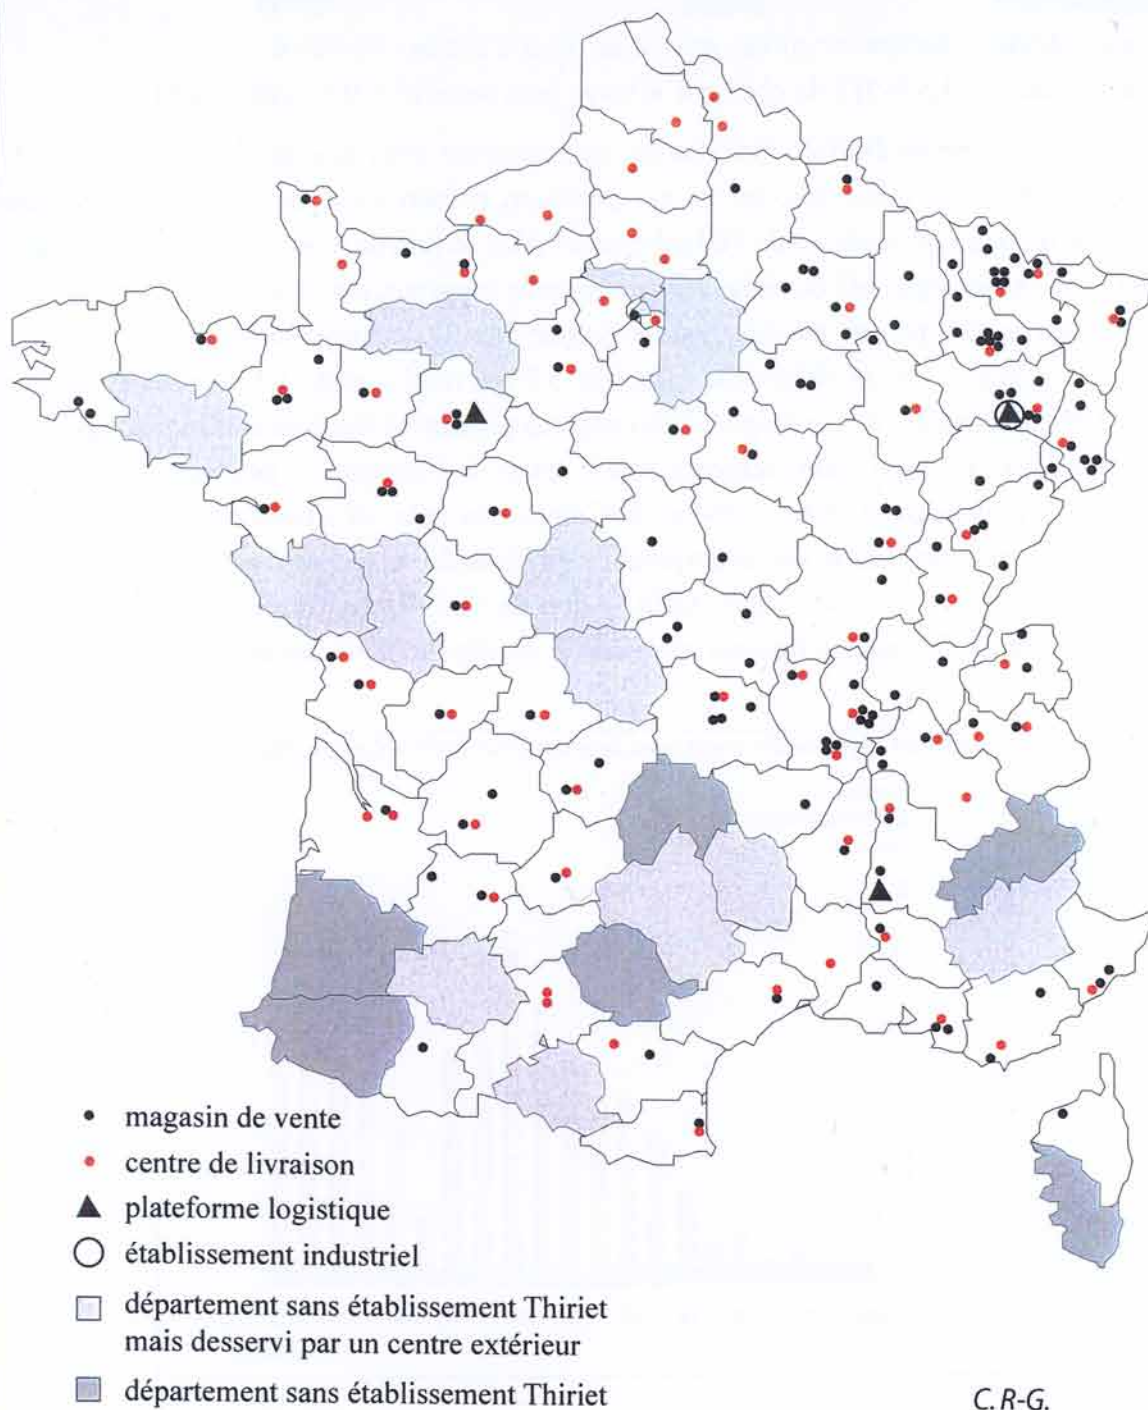 magasin de vente
centre de livraison
plateforme logistique
établissement industriel
département sans établissement Thiriet
mais desservi par un centre extérieur
département sans établissement Thiriet
C. R-G.